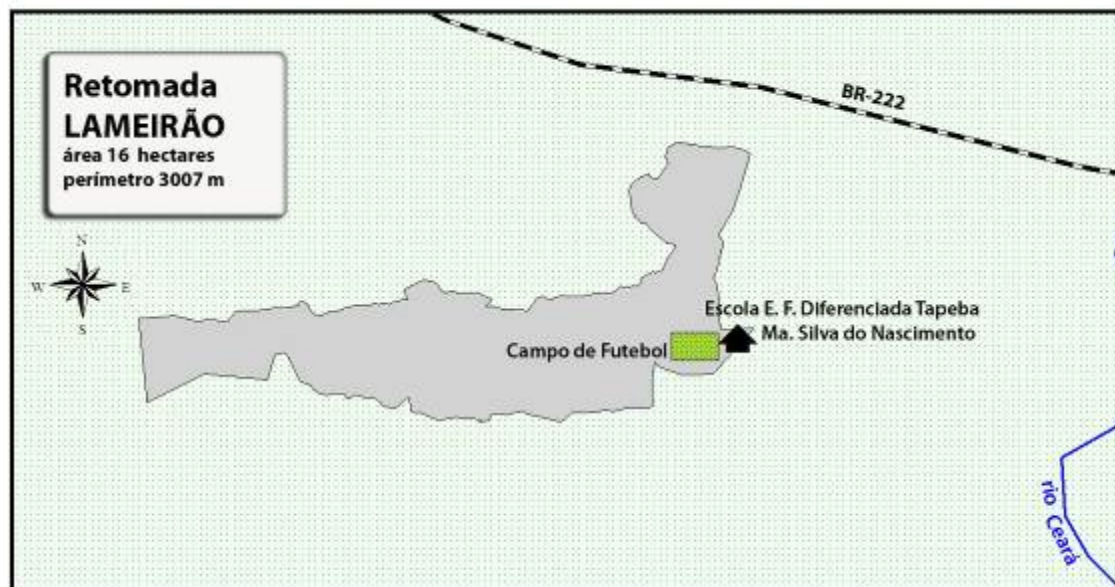 Retomada
LAMEIRÃO
área 16 hectares
perímetro 3007 m
BR-222
N
W
E
S
Escola E. F. Diferenciada Tapeba
Ma. Silva do Nascimento
Campo de Futebol
rio Ceará